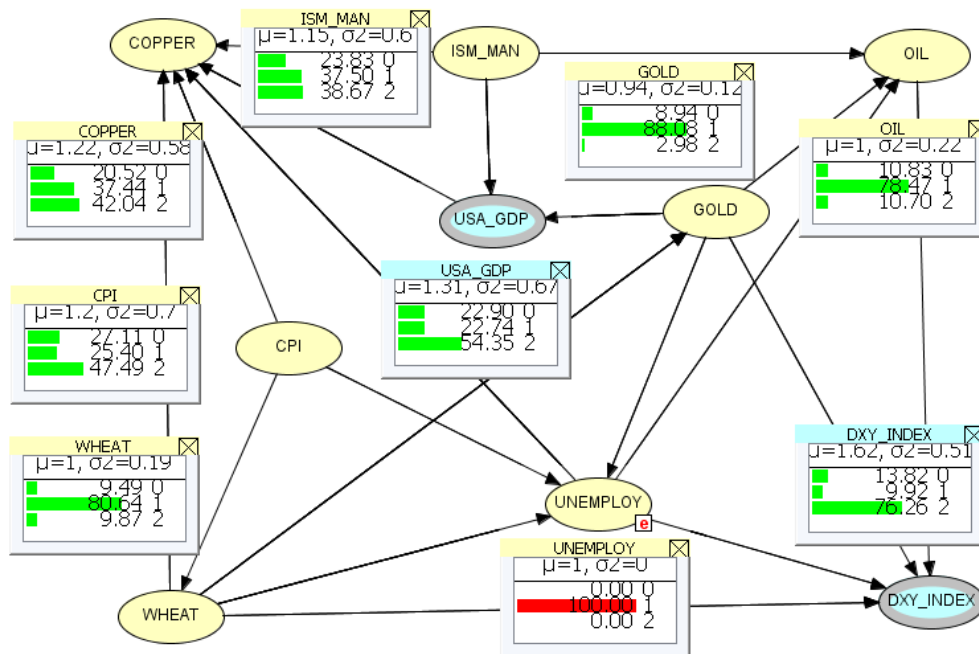 ISM_MAN
μ=1.15, σ2=0.6
23.83 0
37.50 1
38.67 2
COPPER
ISM_MAN
OIL
GOLD
μ=0.94, σ2=0.12
8.94 0
88.08 1
2.98 2
COPPER
μ=1.22, σ2=0.58
20.52 0
37.44 1
42.04 2
OIL
μ=1, σ2=0.22
10.83 0
78.47 1
10.70 2
USA_GDP
GOLD
USA_GDP
μ=1.31, σ2=0.67
22.90 0
22.74 1
54.35 2
CPI
μ=1.2, σ2=0.7
27.11 0
25.40 1
47.49 2
CPI
WHEAT
μ=1, σ2=0.19
9.49 0
80.64 1
9.87 2
DXY_INDEX
μ=1.62, σ2=0.51
13.82 0
9.92 1
76.26 2
UNEMPLOY
e
UNEMPLOY
μ=1, σ2=0
0.00 0
100.00 1
0.00 2
WHEAT
DXY_INDEX